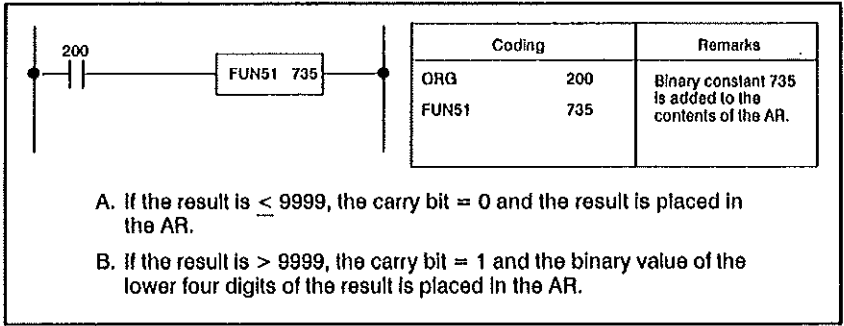 200
FUN51 735
Coding Remarks
ORG 200 Binary constant 735
is added to the
FUN51 735 contents of the AR.
A. If the result is ≤ 9999, the carry bit = 0 and the result is placed in
the AR.
B. If the result is > 9999, the carry bit = 1 and the binary value of the
lower four digits of the result is placed in the AR.